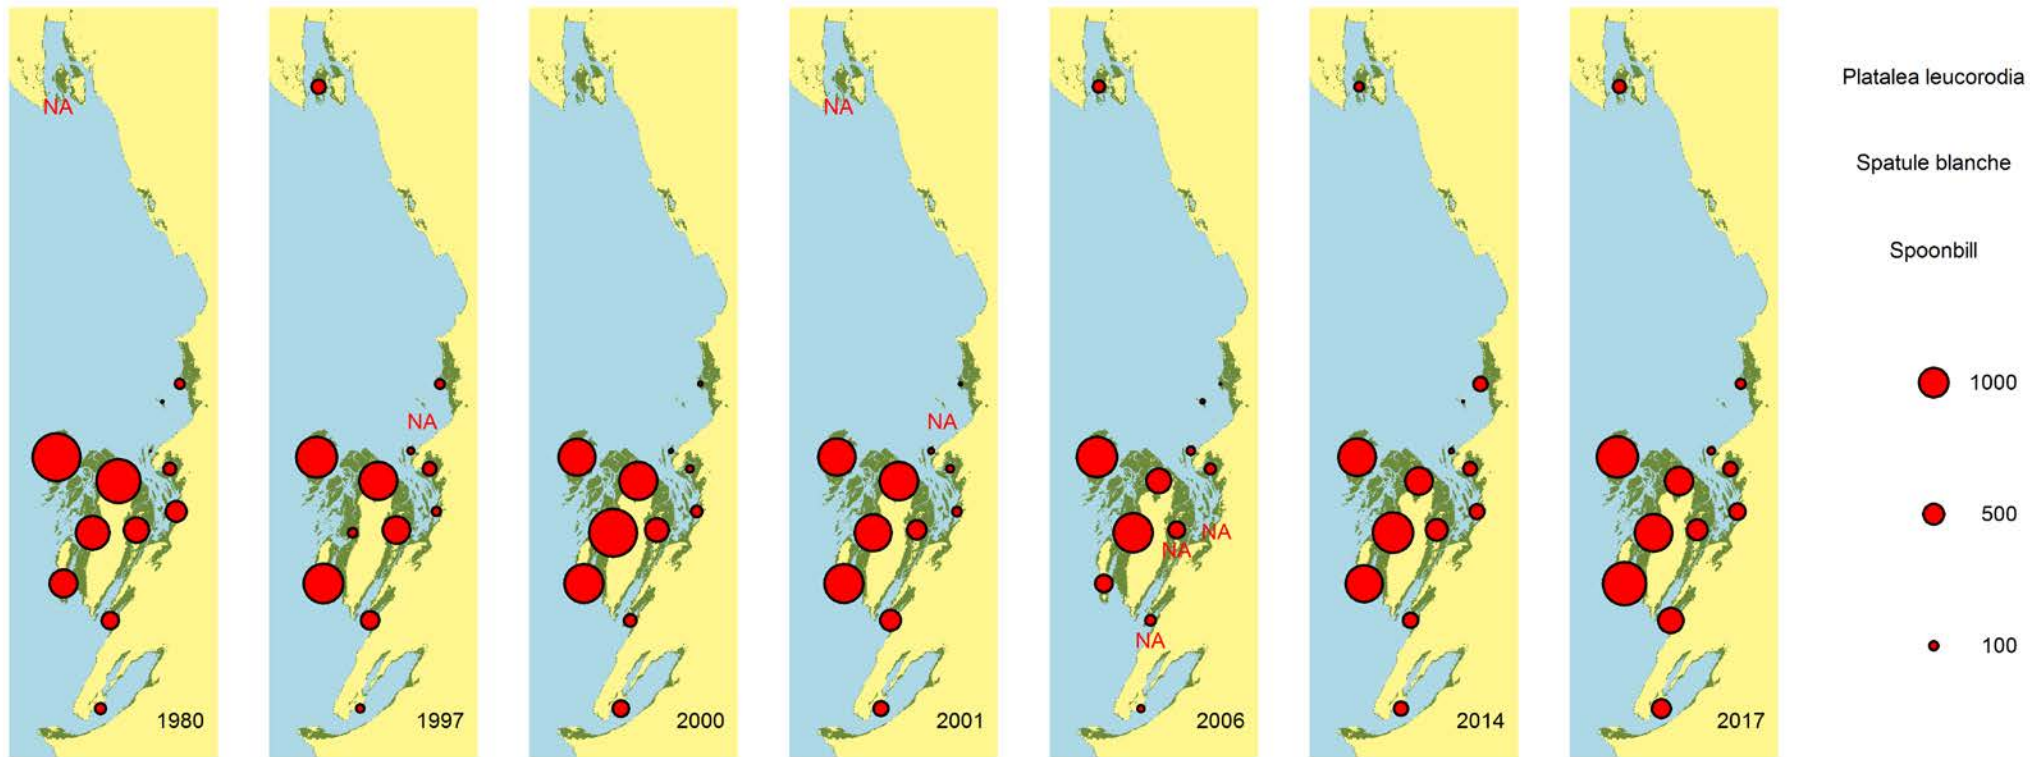 NA
NA
Platalea leucorodia
Spatule blanche
Spoonbill
1000
NA
NA
500
NA
NA
NA
100
1980
1997
2000
2001
2006
2014
2017